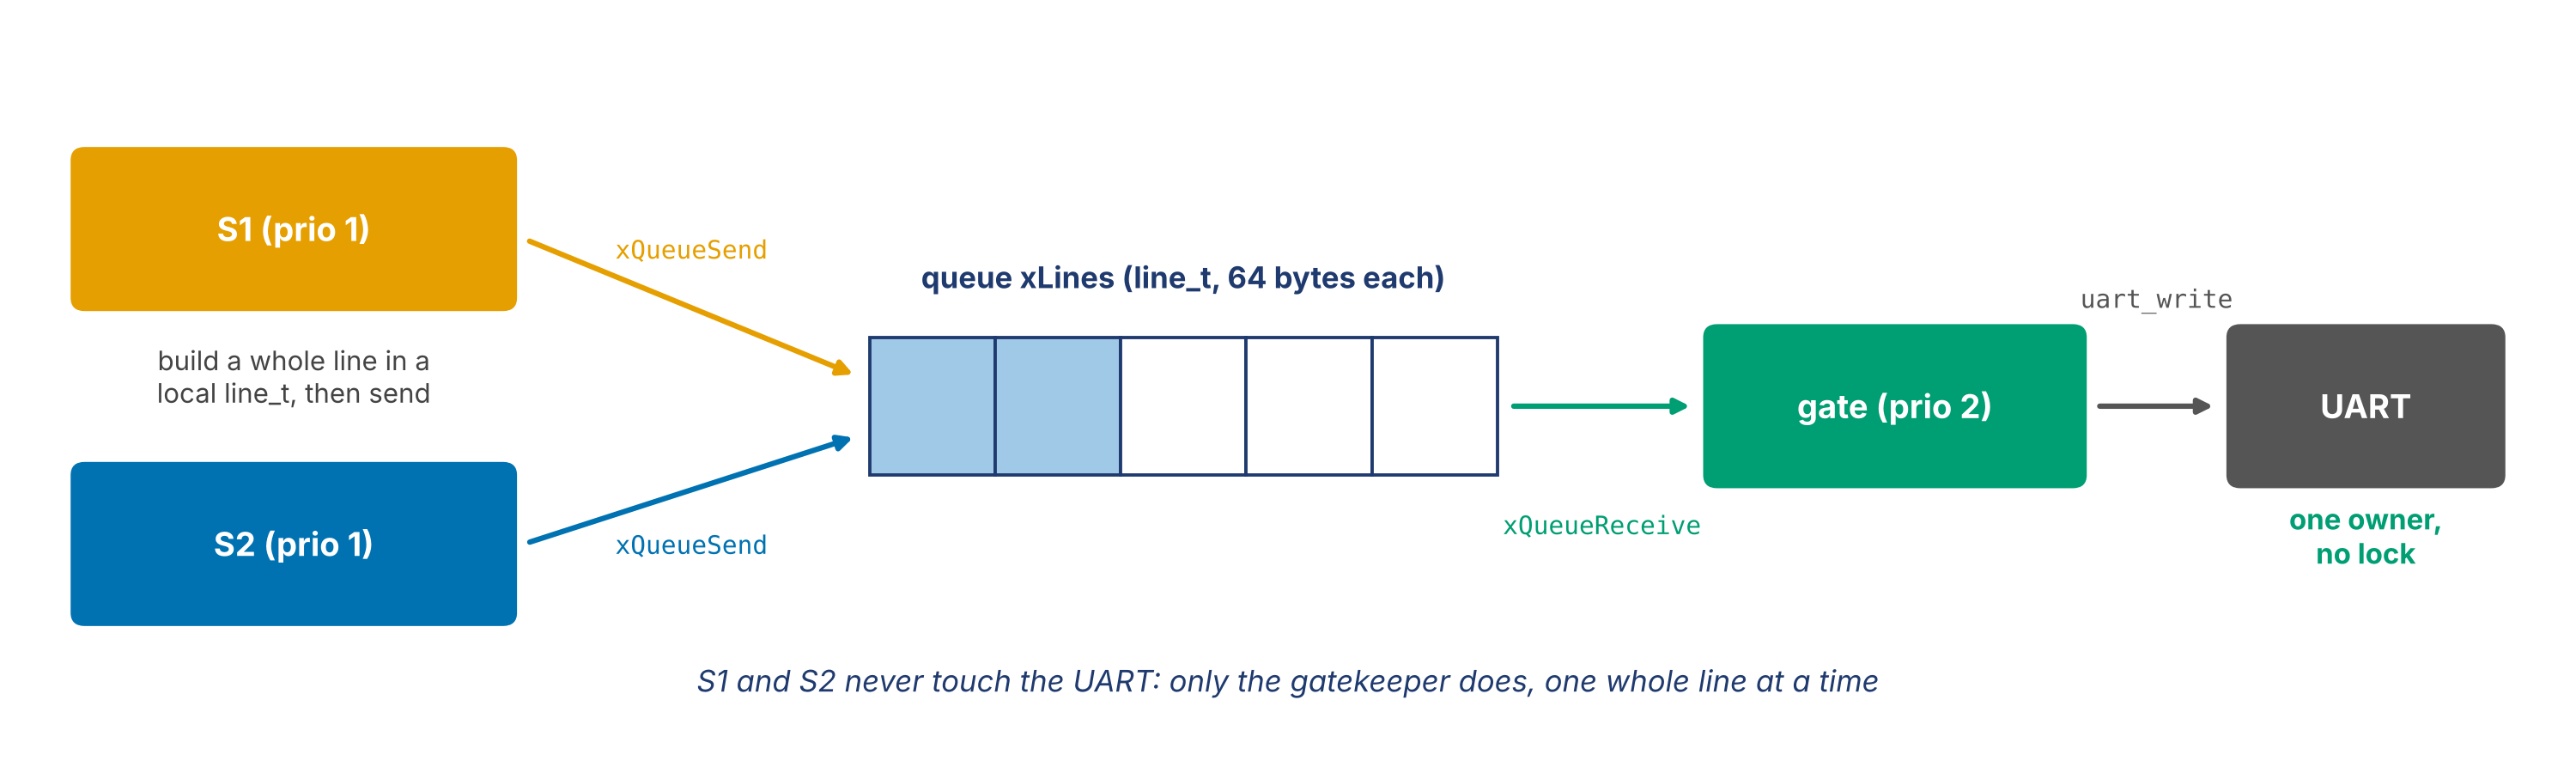 S1 (prio 1)
xQueueSend
build a whole line in a
local line_t, then send
S2 (prio 1)
xQueueSend
queue xLines (line_t, 64 bytes each)
xQueueReceive
gate (prio 2)
uart_write
UART
one owner,
no lock
S1 and S2 never touch the UART: only the gatekeeper does, one whole line at a time